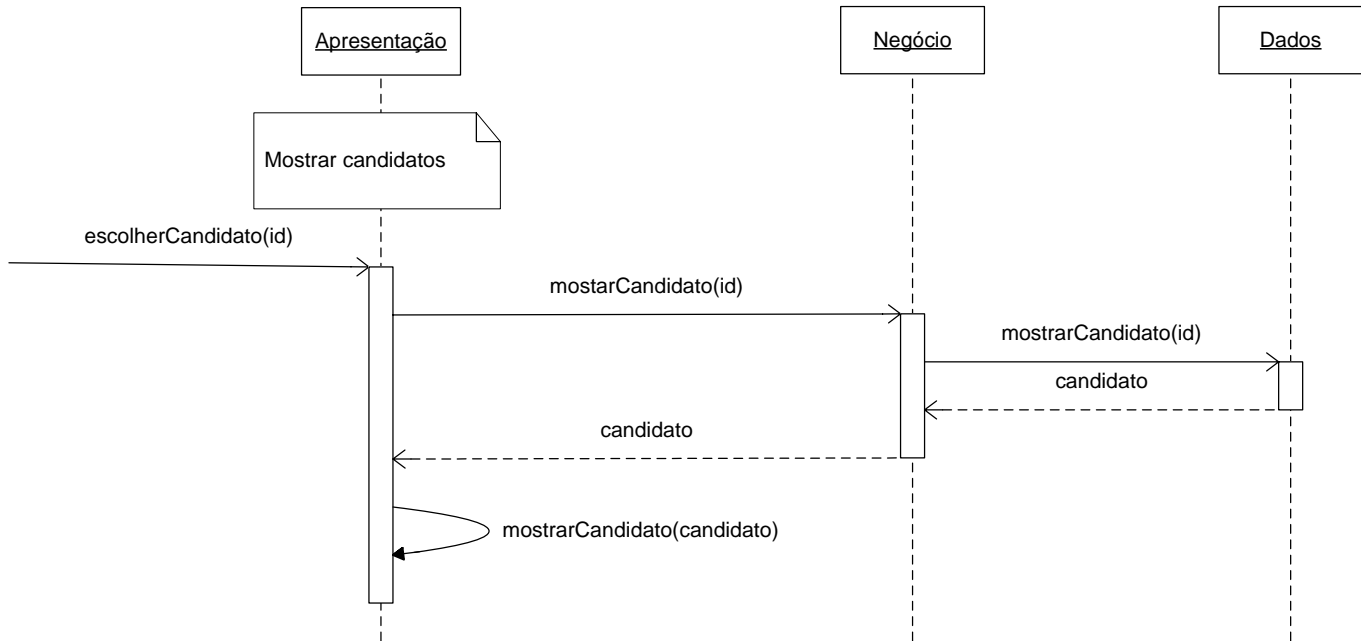 Apresentação
Negócio
Dados
Mostrar candidatos
escolherCandidato(id)
mostarCandidato(id)
mostrarCandidato(id)
candidato
candidato
mostrarCandidato(candidato)